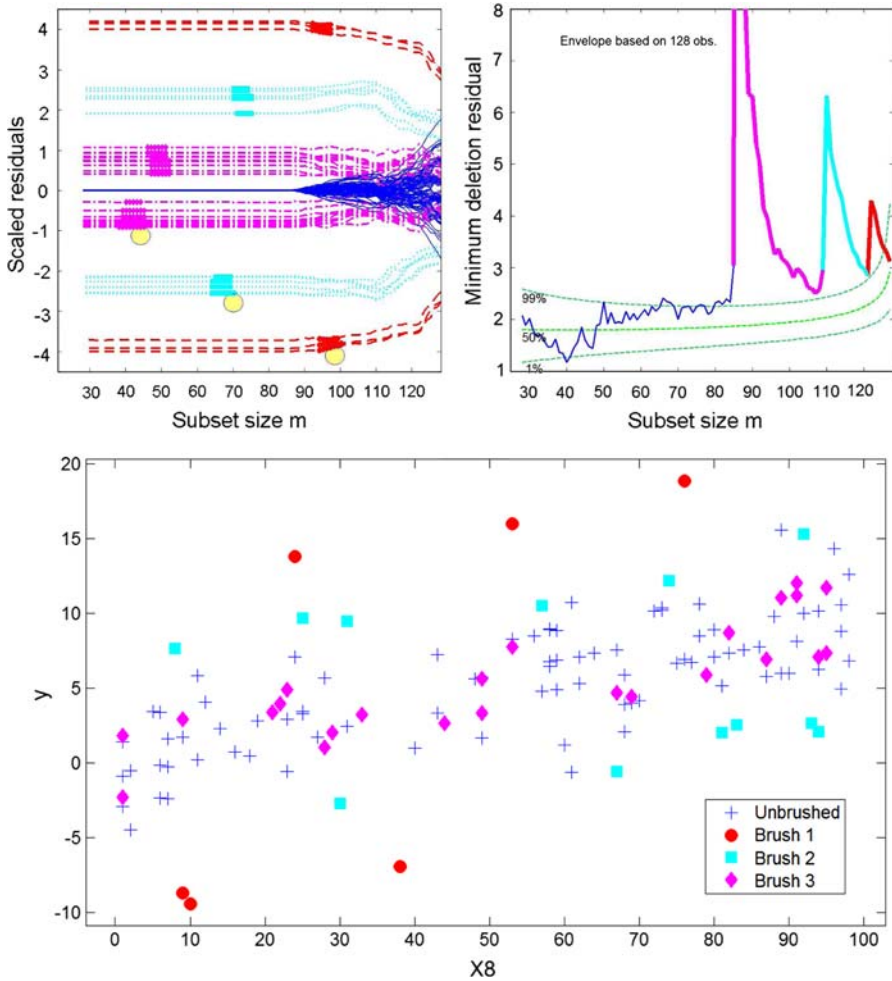 4
3
2
1
0
-1
-2
-3
-4
Scaled residuals
30 40 50 60 70 80 90 100 110 120
Subset size m
8
7
6
5
4
3
2
1
Minimum deletion residual
Envelope based on 128 obs.
99%
50%
1%
30 40 50 60 70 80 90 100 110 120
Subset size m
20
15
10
5
0
-5
-10
y
0 10 20 30 40 50 60 70 80 90 100
X8
Unbrushed
Brush 1
Brush 2
Brush 3